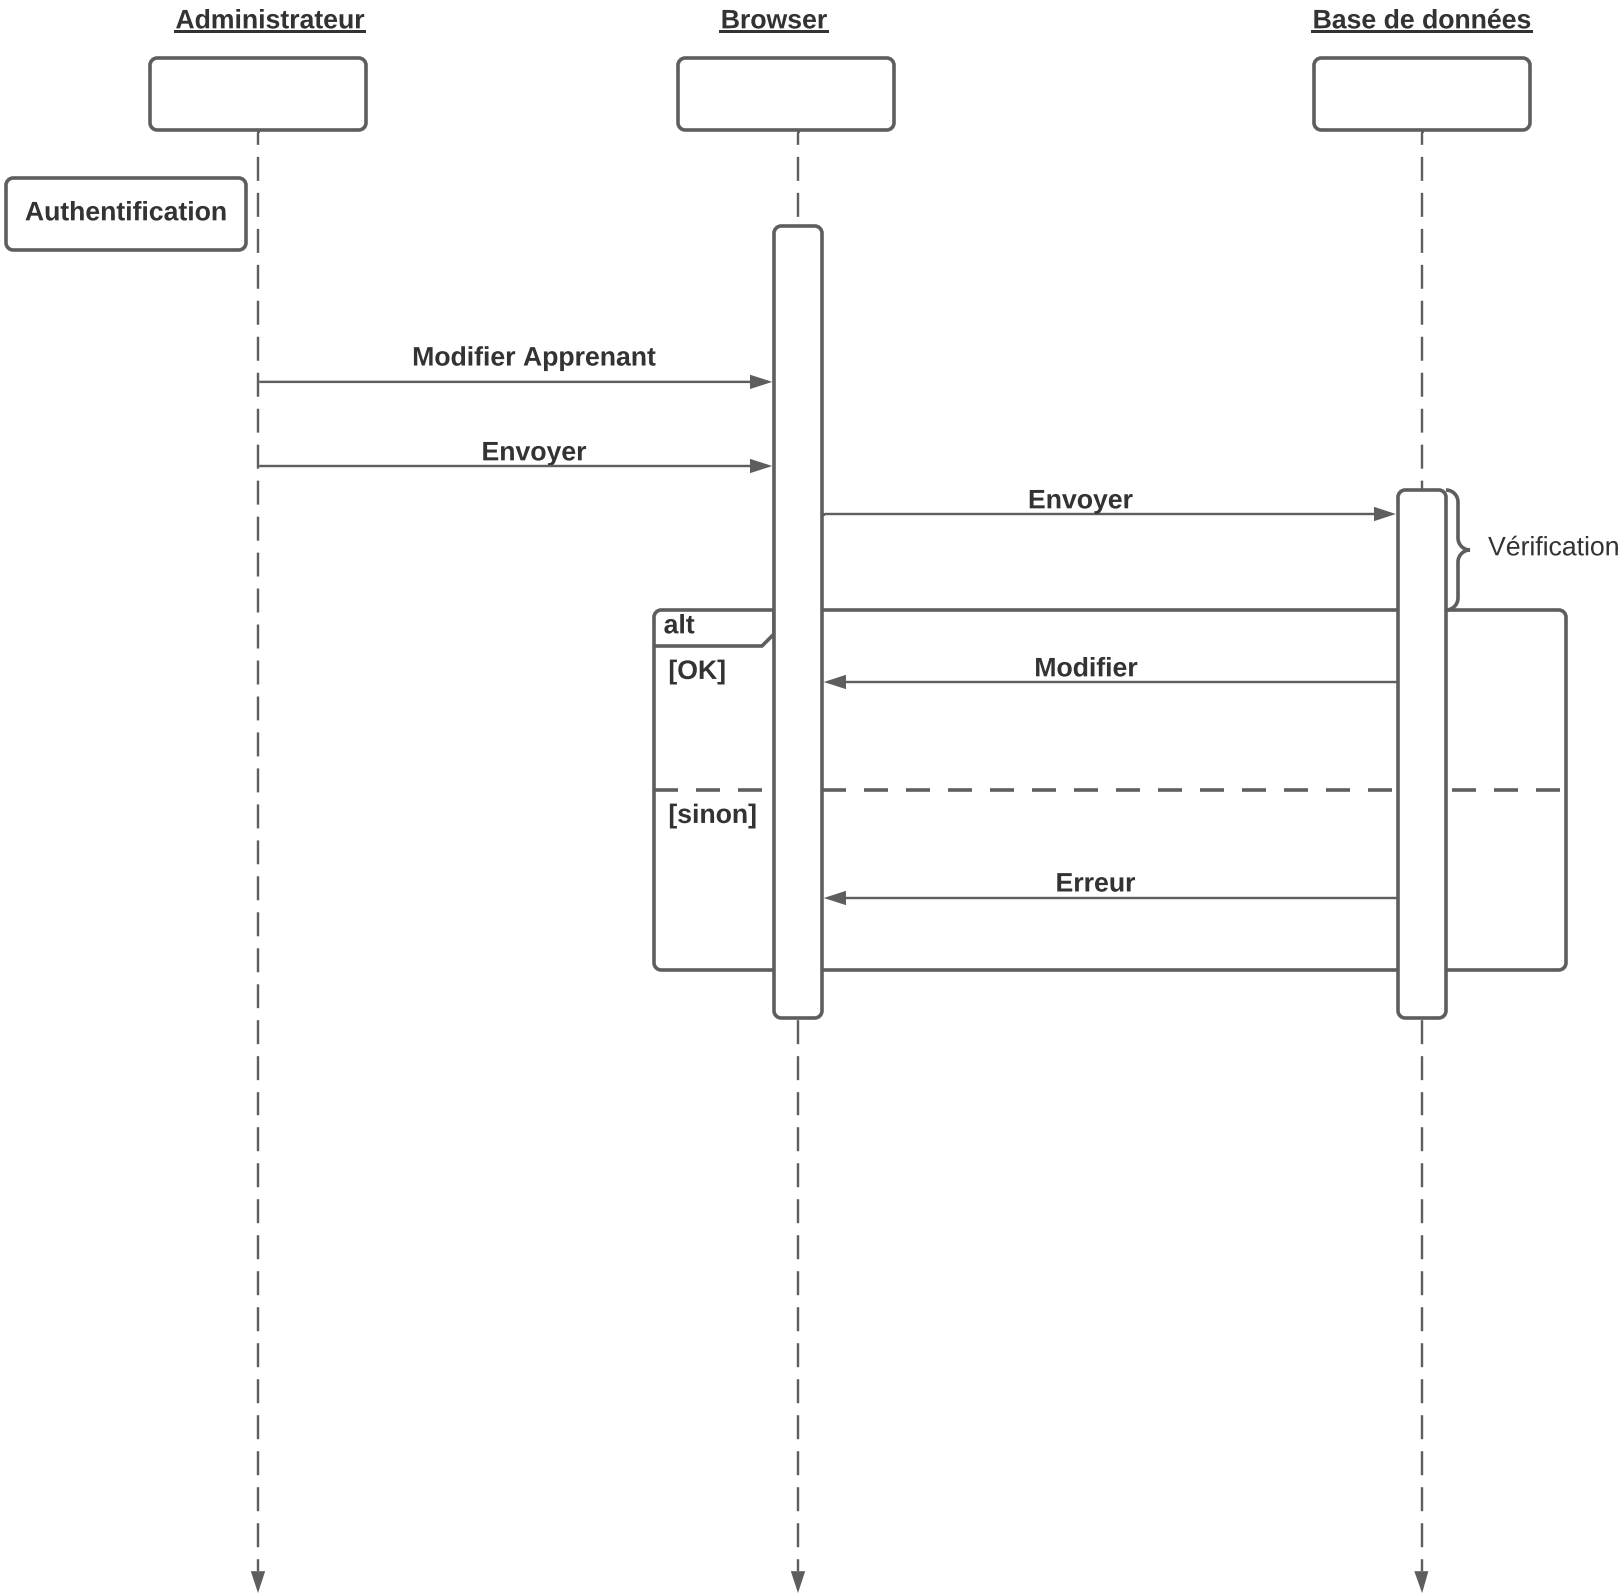 Administrateur
Browser
Base de données
Authentification
Modifier Apprenant
Envoyer
Envoyer
Vérification
alt
[OK]
Modifier
[sinon]
Erreur